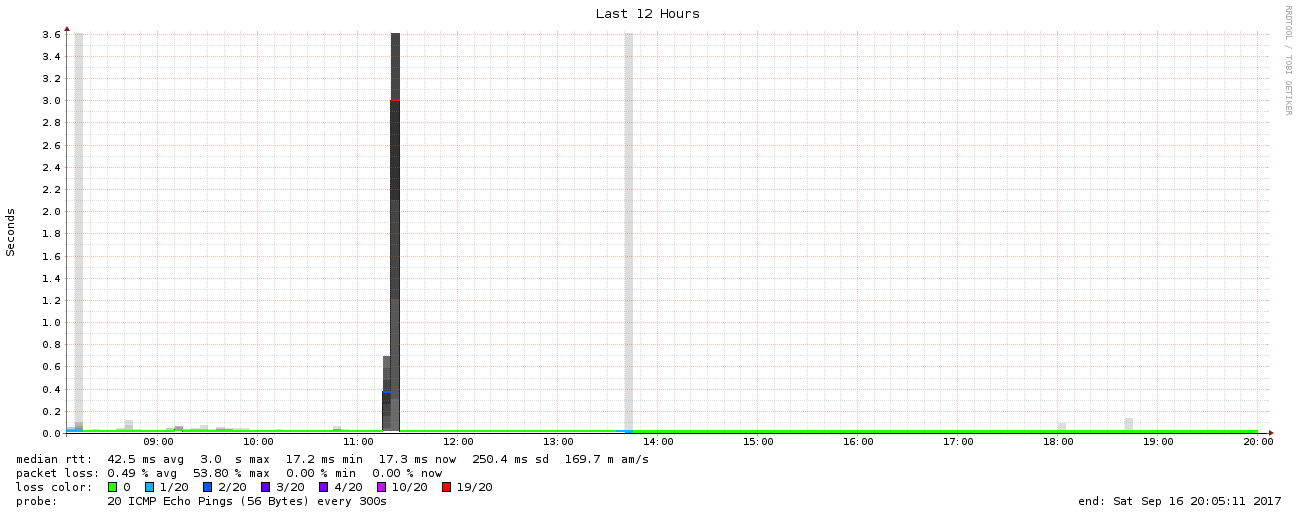 Last 12 Hours
RRDTOOL / TOBI OETIKER
Seconds
3.6
3.4
3.2
3.0
2.8
2.6
2.4
2.2
2.0
1.8
1.6
1.4
1.2
1.0
0.8
0.6
0.4
0.2
0.0
09:00 10:00 11:00 12:00 13:00 14:00 15:00 16:00 17:00 18:00 19:00 20:00
median rtt: 42.5 ms avg 3.0 s max 17.2 ms min 17.3 ms now 250.4 ms sd 169.7 m am/s
packet loss: 0.49 % avg 53.80 % max 0.00 % min 0.00 % now
loss color: 0 1/20 2/20 3/20 4/20 10/20 19/20
probe: 20 ICMP Echo Pings (56 Bytes) every 300s end: Sat Sep 16 20:05:11 2017